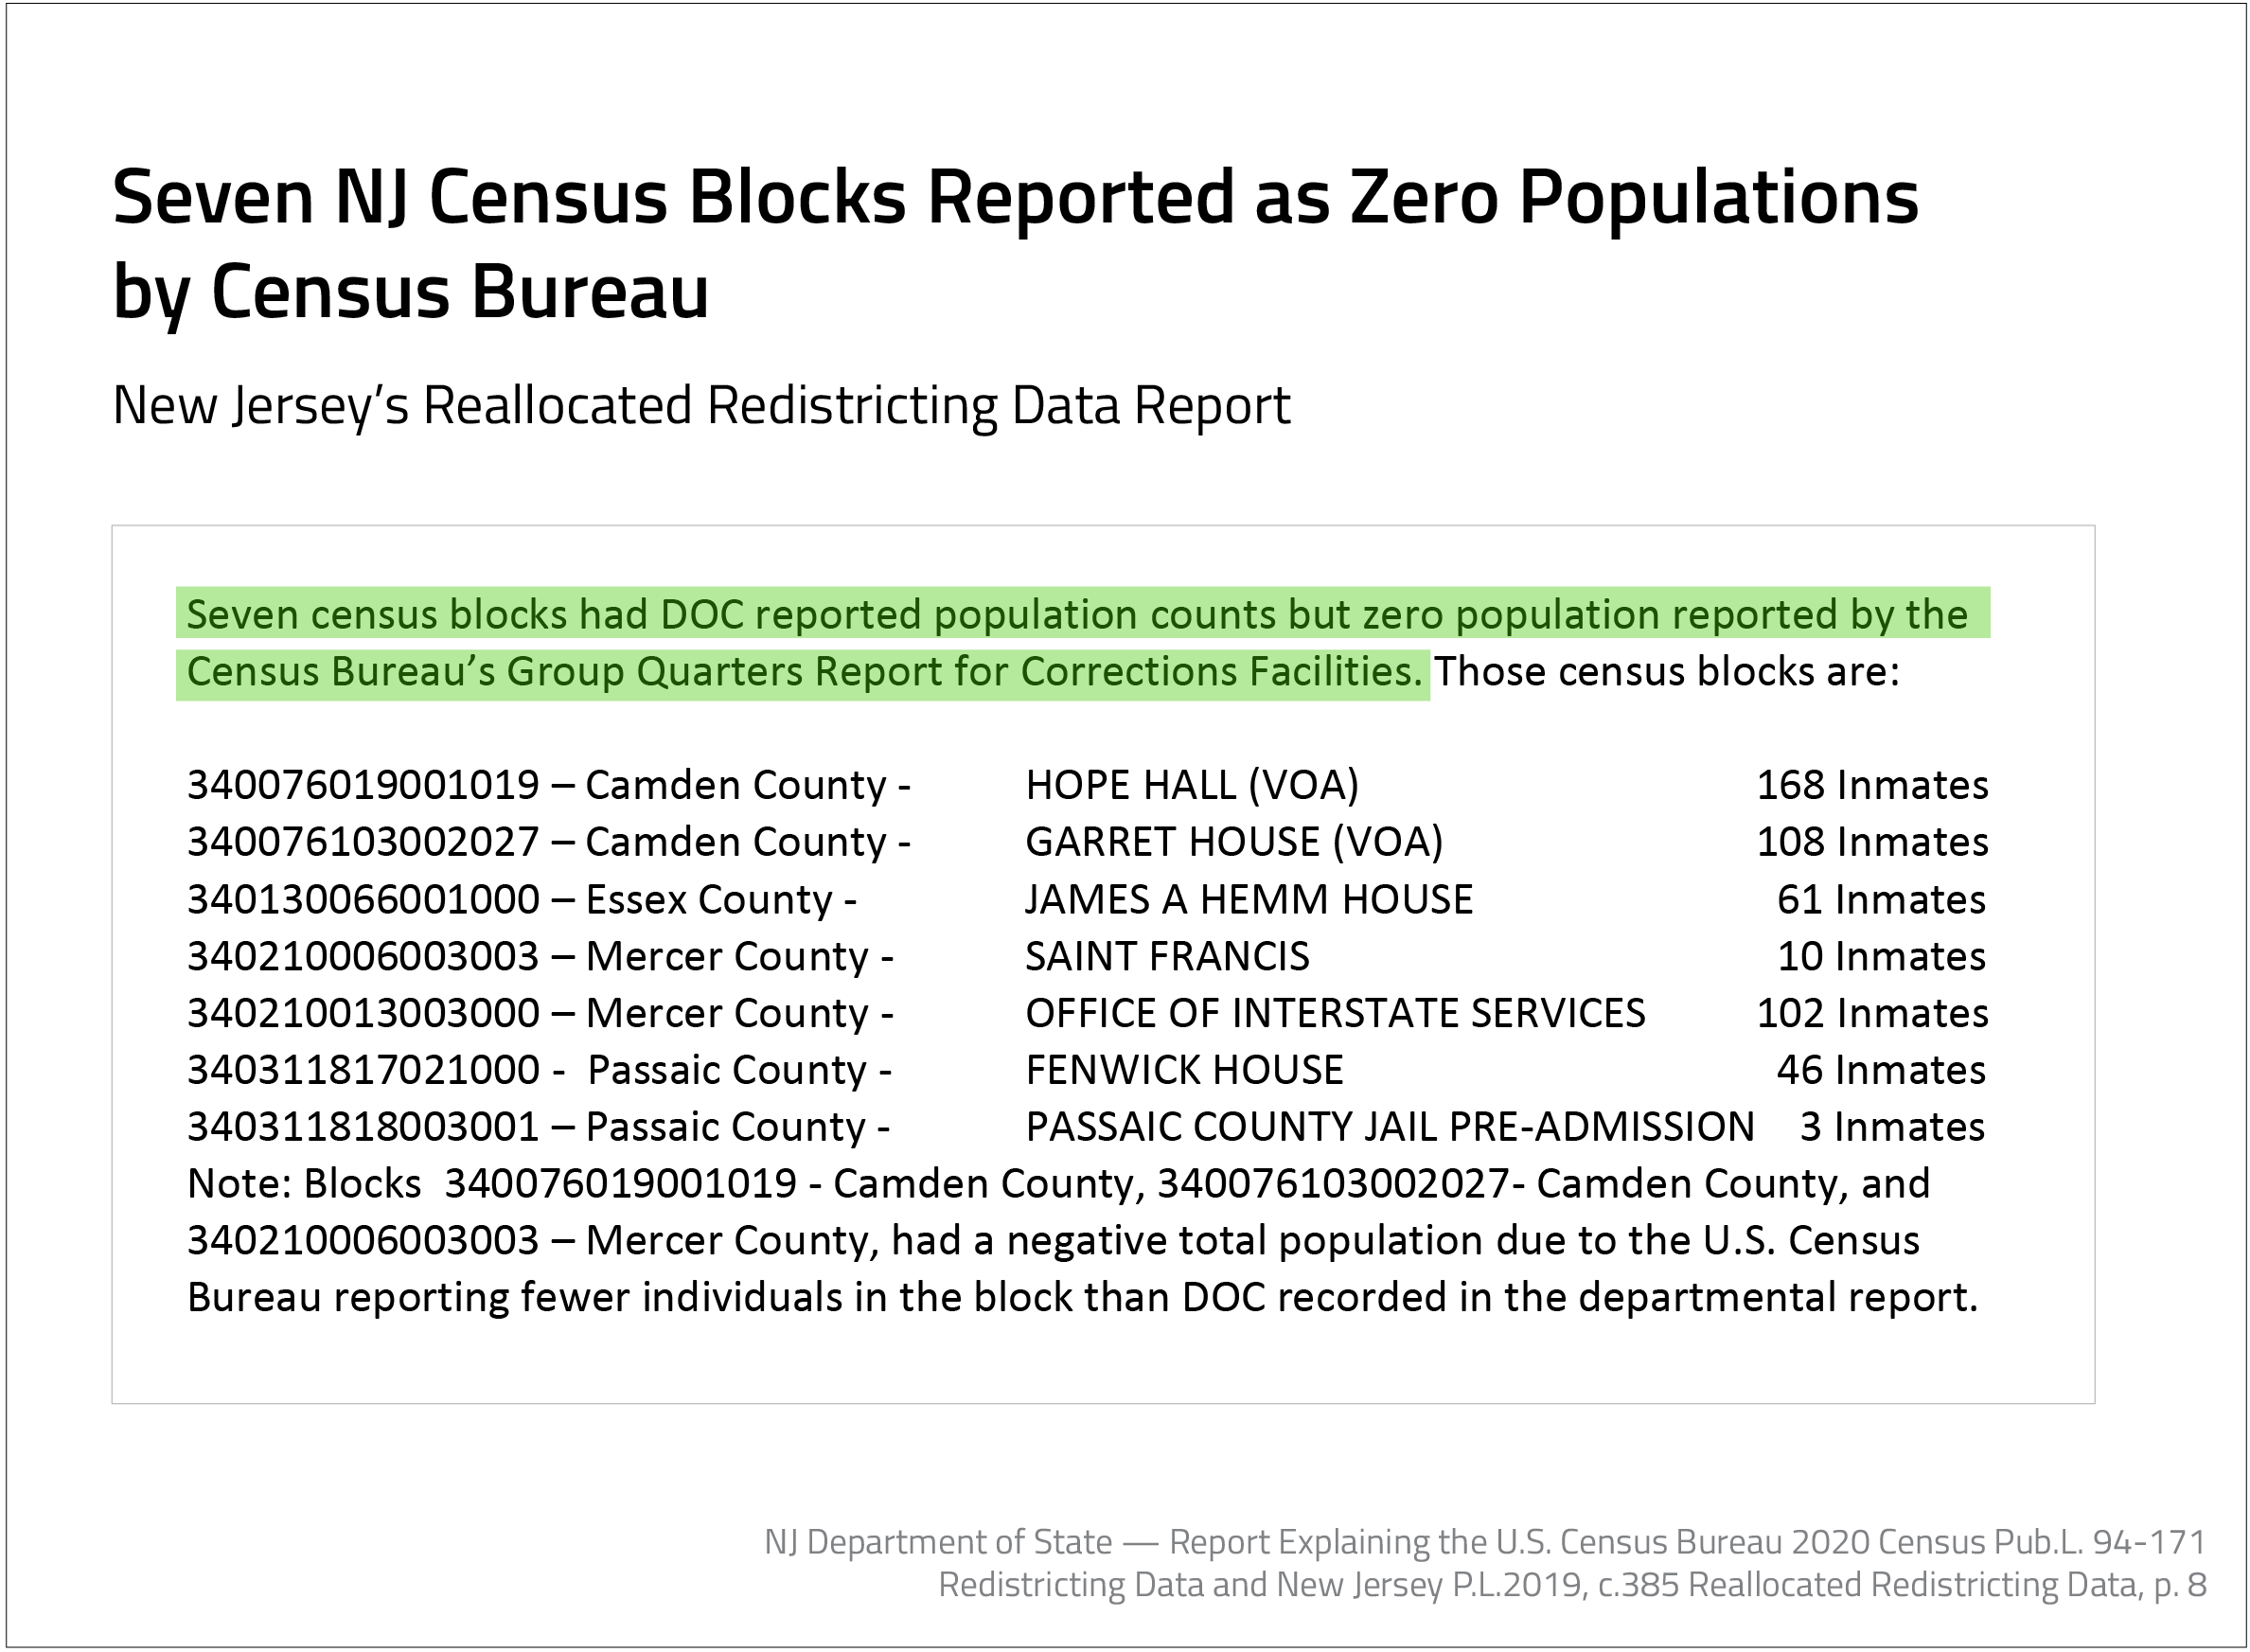 Seven NJ Census Blocks Reported as Zero Populations
by Census Bureau
New Jersey’s Reallocated Redistricting Data Report
Seven census blocks had DOC reported population counts but zero population reported by the
Census Bureau’s Group Quarters Report for Corrections Facilities. Those census blocks are:
340076019001019 – Camden County - HOPE HALL (VOA) 168 Inmates
340076103002027 – Camden County - GARRET HOUSE (VOA) 108 Inmates
340130066001000 – Essex County - JAMES A HEMM HOUSE 61 Inmates
340210006003003 – Mercer County - SAINT FRANCIS 10 Inmates
340210013003000 – Mercer County - OFFICE OF INTERSTATE SERVICES 102 Inmates
340311817021000 - Passaic County - FENWICK HOUSE 46 Inmates
340311818003001 – Passaic County - PASSAIC COUNTY JAIL PRE-ADMISSION 3 Inmates
Note: Blocks 340076019001019 - Camden County, 340076103002027- Camden County, and
340210006003003 – Mercer County, had a negative total population due to the U.S. Census
Bureau reporting fewer individuals in the block than DOC recorded in the departmental report.
NJ Department of State — Report Explaining the U.S. Census Bureau 2020 Census Pub.L. 94-171
Redistricting Data and New Jersey P.L.2019, c.385 Reallocated Redistricting Data, p. 8